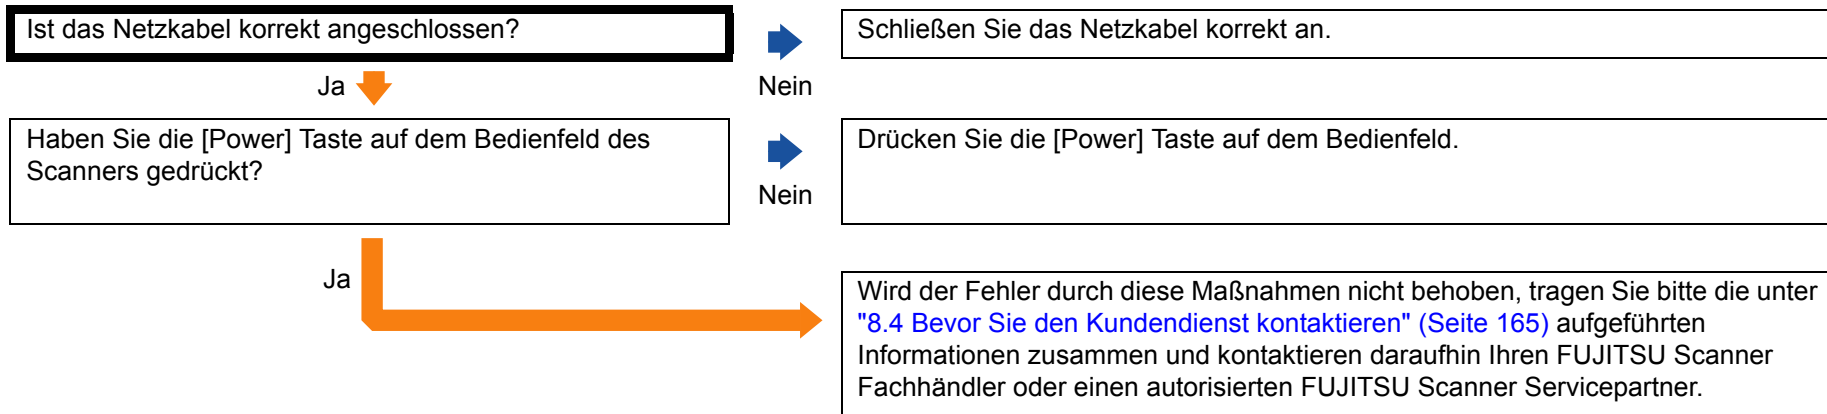 Ist das Netzkabel korrekt angeschlossen?
Schließen Sie das Netzkabel korrekt an.
Ja
Nein
Haben Sie die [Power] Taste auf dem Bedienfeld des
Scanners gedrückt?
Drücken Sie die [Power] Taste auf dem Bedienfeld.
Nein
Ja
Wird der Fehler durch diese Maßnahmen nicht behoben, tragen Sie bitte die unter
"8.4 Bevor Sie den Kundendienst kontaktieren" (Seite 165) aufgeführten
Informationen zusammen und kontaktieren daraufhin Ihren FUJITSU Scanner
Fachhändler oder einen autorisierten FUJITSU Scanner Servicepartner.